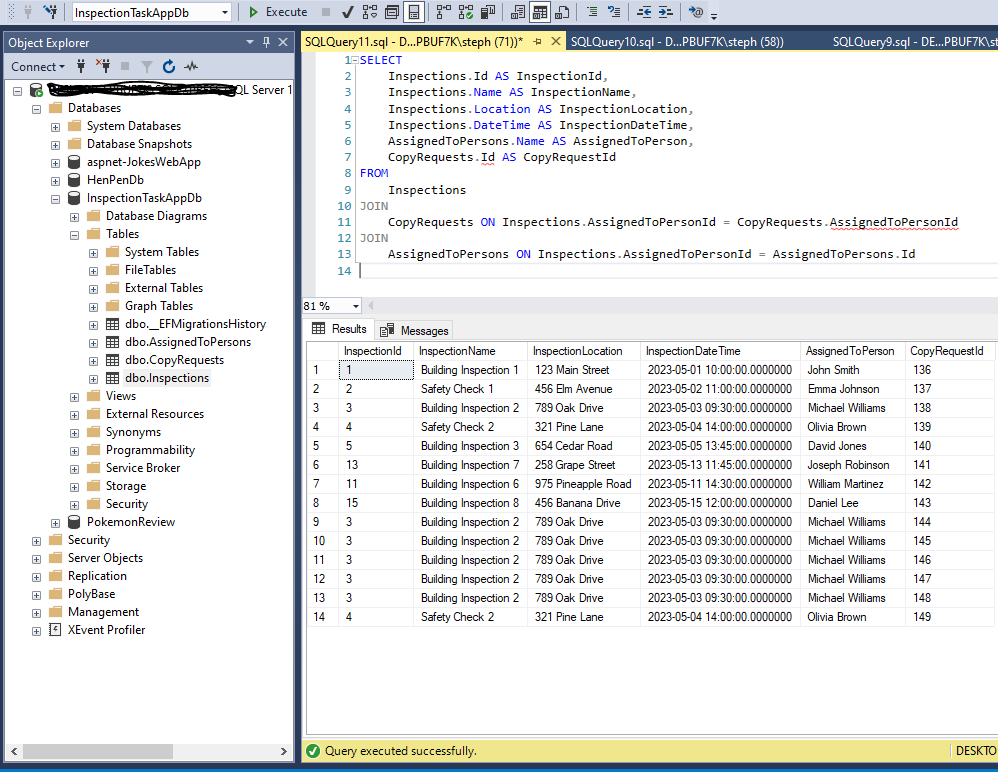 InspectionTaskAppDb Execute
Object Explorer
Connect
QL Server 1
Databases
System Databases
Database Snapshots
aspnet-JokesWebApp
HenPenDb
InspectionTaskAppDb
Database Diagrams
Tables
System Tables
FileTables
External Tables
Graph Tables
dbo.__EFMigrationsHistory
dbo.AssignedToPersons
dbo.CopyRequests
dbo.Inspections
Views
External Resources
Synonyms
Programmability
Service Broker
Storage
Security
PokemonReview
Security
Server Objects
Replication
PolyBase
Management
XEvent Profiler
SQLQuery11.sql - D...PBUF7K\steph (71))* SQLQuery10.sql - D...PBUF7K\steph (58)) SQLQuery9.sql - DE...PBUF7K\st
1 SELECT
2 Inspections.Id AS InspectionId,
3 Inspections.Name AS InspectionName,
4 Inspections.Location AS InspectionLocation,
5 Inspections.DateTime AS InspectionDateTime,
6 AssignedToPersons.Name AS AssignedToPerson,
7 CopyRequests.Id AS CopyRequestId
8 FROM
9 Inspections
10 JOIN
11 CopyRequests ON Inspections.AssignedToPersonId = CopyRequests.AssignedToPersonId
12 JOIN
13 AssignedToPersons ON Inspections.AssignedToPersonId = AssignedToPersons.Id
14
81 %
Results Messages
InspectionId InspectionName InspectionLocation InspectionDateTime AssignedToPerson CopyRequestId
1 1 Building Inspection 1 123 Main Street 2023-05-01 10:00:00.0000000 John Smith 136
2 2 Safety Check 1 456 Elm Avenue 2023-05-02 11:00:00.0000000 Emma Johnson 137
3 3 Building Inspection 2 789 Oak Drive 2023-05-03 09:30:00.0000000 Michael Williams 138
4 4 Safety Check 2 321 Pine Lane 2023-05-04 14:00:00.0000000 Olivia Brown 139
5 5 Building Inspection 3 654 Cedar Road 2023-05-05 13:45:00.0000000 David Jones 140
6 13 Building Inspection 7 258 Grape Street 2023-05-13 11:45:00.0000000 Joseph Robinson 141
7 11 Building Inspection 6 975 Pineapple Road 2023-05-11 14:30:00.0000000 William Martinez 142
8 15 Building Inspection 8 456 Banana Drive 2023-05-15 12:00:00.0000000 Daniel Lee 143
9 3 Building Inspection 2 789 Oak Drive 2023-05-03 09:30:00.0000000 Michael Williams 144
10 3 Building Inspection 2 789 Oak Drive 2023-05-03 09:30:00.0000000 Michael Williams 145
11 3 Building Inspection 2 789 Oak Drive 2023-05-03 09:30:00.0000000 Michael Williams 146
12 3 Building Inspection 2 789 Oak Drive 2023-05-03 09:30:00.0000000 Michael Williams 147
13 3 Building Inspection 2 789 Oak Drive 2023-05-03 09:30:00.0000000 Michael Williams 148
14 4 Safety Check 2 321 Pine Lane 2023-05-04 14:00:00.0000000 Olivia Brown 149
Query executed successfully. DESKTO